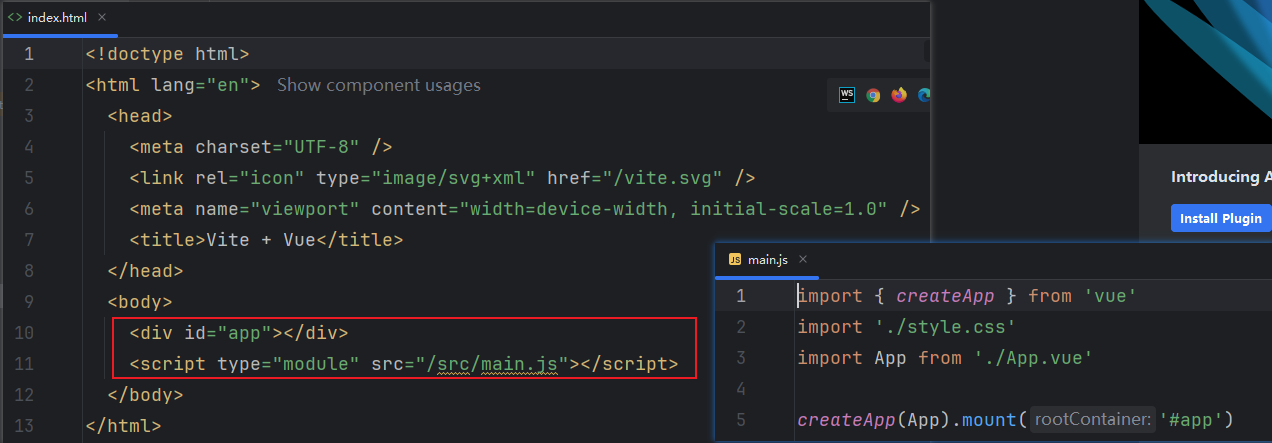 index.html
1 <!doctype html>
2 <html lang="en"> Show component usages
3 <head>
4 <meta charset="UTF-8" />
5 <link rel="icon" type="image/svg+xml" href="/vite.svg" />
6 <meta name="viewport" content="width=device-width, initial-scale=1.0" />
7 <title>Vite + Vue</title>
8 </head>
9 <body>
10 <div id="app"></div>
11 <script type="module" src="/src/main.js"></script>
12 </body>
13 </html>
WS
Introducing A
Install Plugin
JS main.js
1 import { createApp } from 'vue'
2 import './style.css'
3 import App from './App.vue'
4
5 createApp(App).mount( rootContainer: '#app')